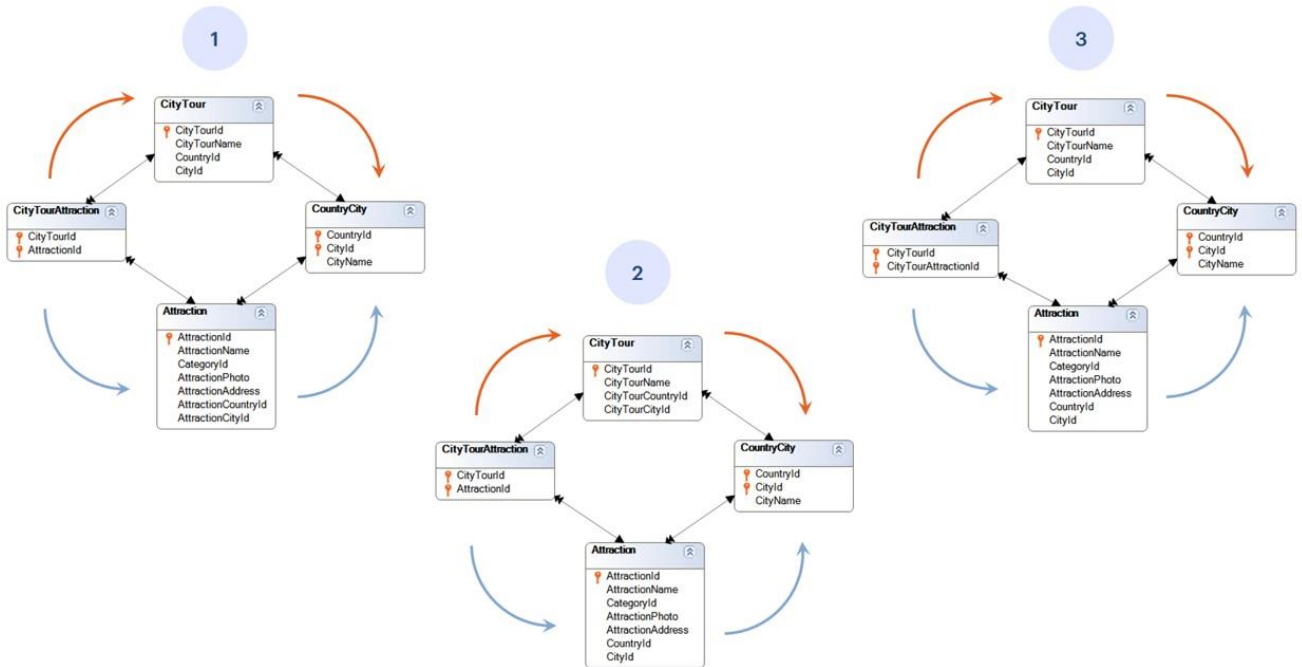 1
CityTour
CityTourId
CityTourName
CountryId
CityId
CityTourAttraction
CityTourId
AttractionId
CountryCity
CountryId
CityId
CityName
Attraction
AttractionId
AttractionName
CategoryId
AttractionPhoto
AttractionAddress
AttractionCountryId
AttractionCityId
2
CityTour
CityTourId
CityTourName
CityTourCountryId
CityTourCityId
CityTourAttraction
CityTourId
AttractionId
CountryCity
CountryId
CityId
CityName
Attraction
AttractionId
AttractionName
CategoryId
AttractionPhoto
AttractionAddress
CountryId
CityId
3
CityTour
CityTourId
CityTourName
CountryId
CityId
CityTourAttraction
CityTourId
CityTourAttractionId
CountryCity
CountryId
CityId
CityName
Attraction
AttractionId
AttractionName
CategoryId
AttractionPhoto
AttractionAddress
CountryId
CityId